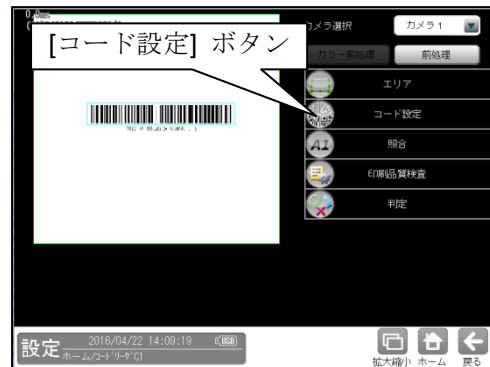 0.0ms
[コード設定] ボタン
カメラ選択
カメラ 1
カラー前処理
前処理
エリア
コード設定
AI
照合
印刷品質検査
判定
設定
2016/04/22 14:09:19
USB
ホーム/コードリーダC1
拡大縮小
ホーム
戻る